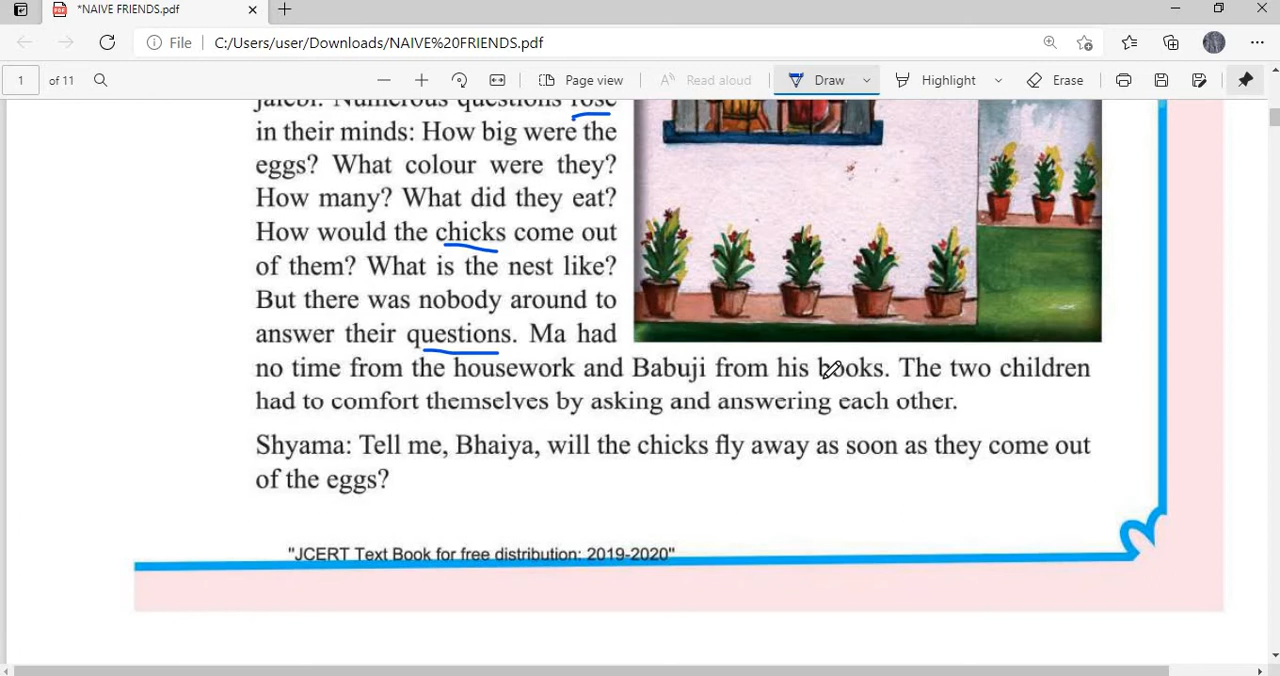 *NAIVE FRIENDS.pdf
File C:/Users/user/Downloads/NAIVE%20FRIENDS.pdf
1 of 11 Page view Read aloud Draw Highlight Erase
jalebi. Numerous questions rose
in their minds: How big were the
eggs? What colour were they?
How many? What did they eat?
How would the chicks come out
of them? What is the nest like?
But there was nobody around to
answer their questions. Ma had
no time from the housework and Babuji from his books. The two children
had to comfort themselves by asking and answering each other.
Shyama: Tell me, Bhaiya, will the chicks fly away as soon as they come out
of the eggs?
"JCERT Text Book for free distribution: 2019-2020"